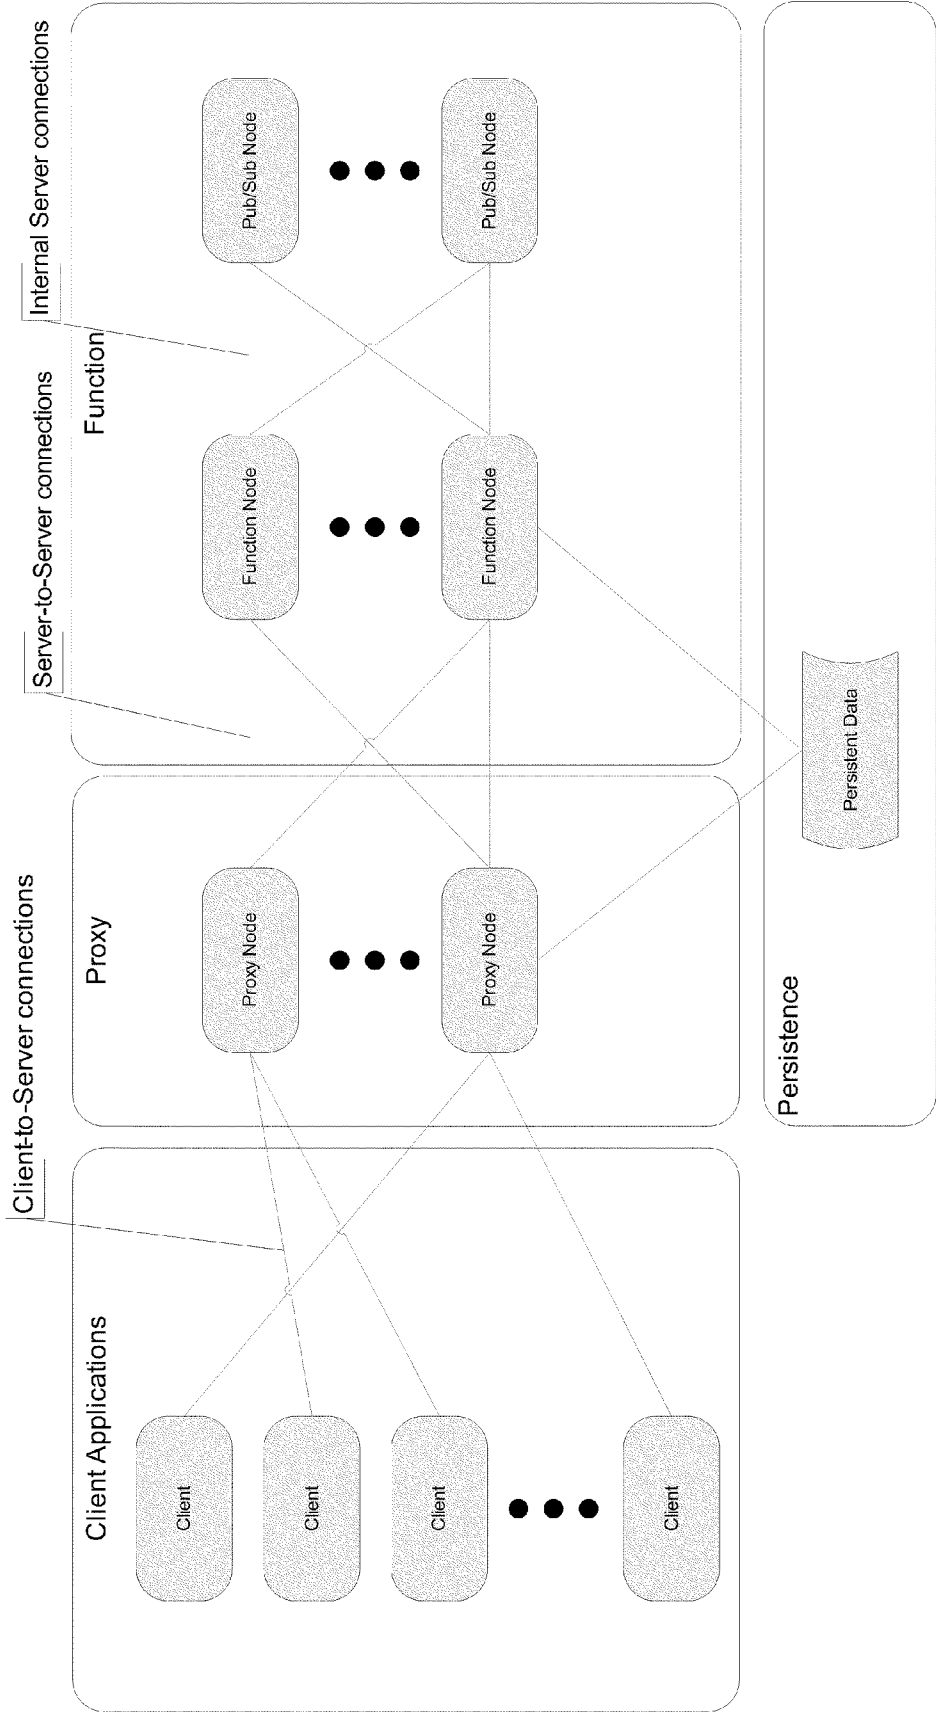 Client-to-Server connections
Server-to-Server connections
Internal Server connections
Client Applications
Proxy
Function
Client
Client
Client
Client
Proxy Node
Proxy Node
Function Node
Function Node
Pub/Sub Node
Pub/Sub Node
Persistence
Persistent Data